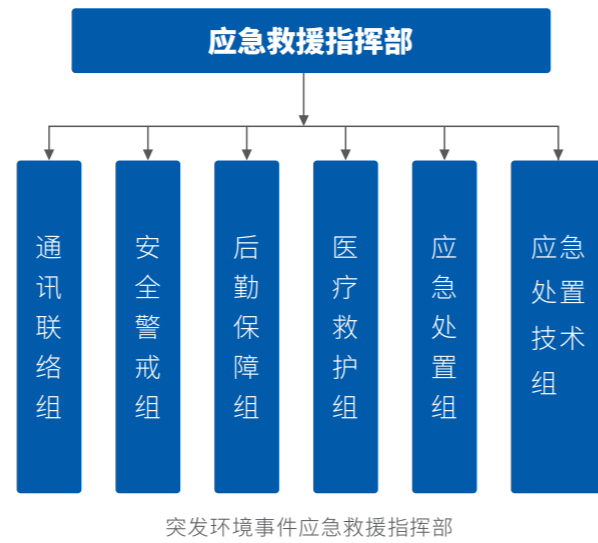 应急救援指挥部
通讯联络组
安全警戒组
后勤保障组
医疗救护组
应急处置组
应急
处置
技术
组
突发环境事件应急救援指挥部